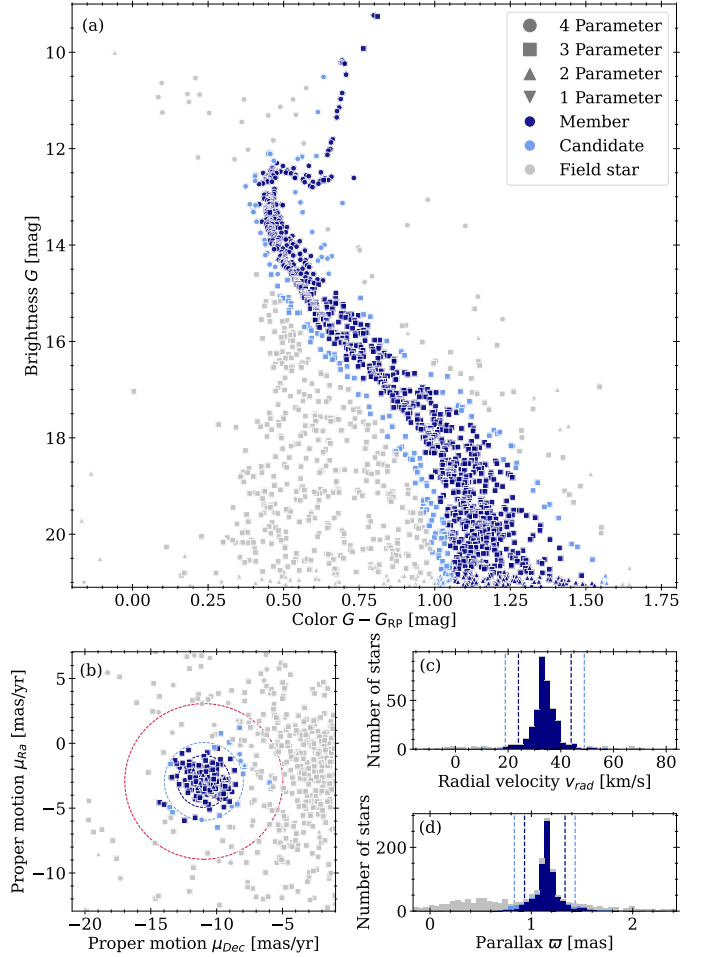 (a)
4 Parameter
3 Parameter
2 Parameter
1 Parameter
Member
Candidate
Field star
10
12
14
16
18
20
Brightness G [mag]
0.00 0.25 0.50 0.75 1.00 1.25 1.50 1.75
Color G − G_RP [mag]
(b)
5
0
−5
−10
Proper motion μ_Ra [mas/yr]
−20 −15 −10 −5
Proper motion μ_Dec [mas/yr]
(c)
50
0
Number of stars
0 20 40 60 80
Radial velocity v_rad [km/s]
(d)
200
0
Number of stars
0 1 2
Parallax ϖ [mas]